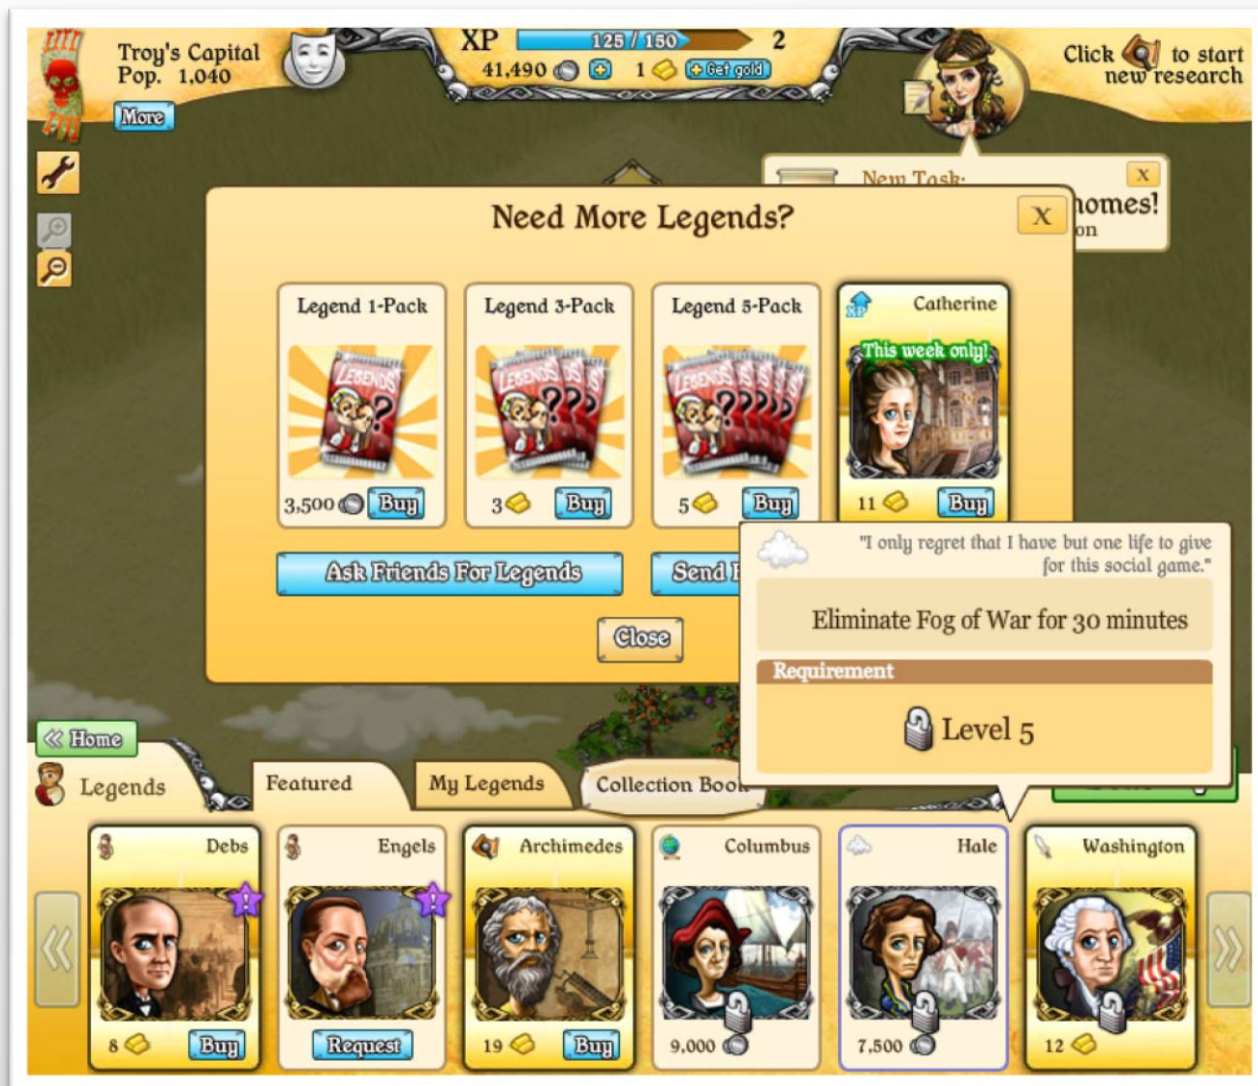 Troy's Capital
Pop. 1,040
More
XP 125 / 150 2
41,490 1 Get gold
Click to start
new research
New Task:
homes!
on
X
Need More Legends?
X
Legend 1-Pack
LEGENDS
?
3,500 Buy
Legend 3-Pack
LEGENDS
???
3 Buy
Legend 5-Pack
LEGENDS
?????
5 Buy
XP Catherine
This week only!
11 Buy
Ask Friends For Legends
Send
Close
"I only regret that I have but one life to give
for this social game."
Eliminate Fog of War for 30 minutes
Requirement
Level 5
« Home
Legends
Featured
My Legends
Collection Book
Debs
!
8 Buy
Engels
!
Request
Archimedes
19 Buy
Columbus
9,000
Hale
7,500
Washington
12